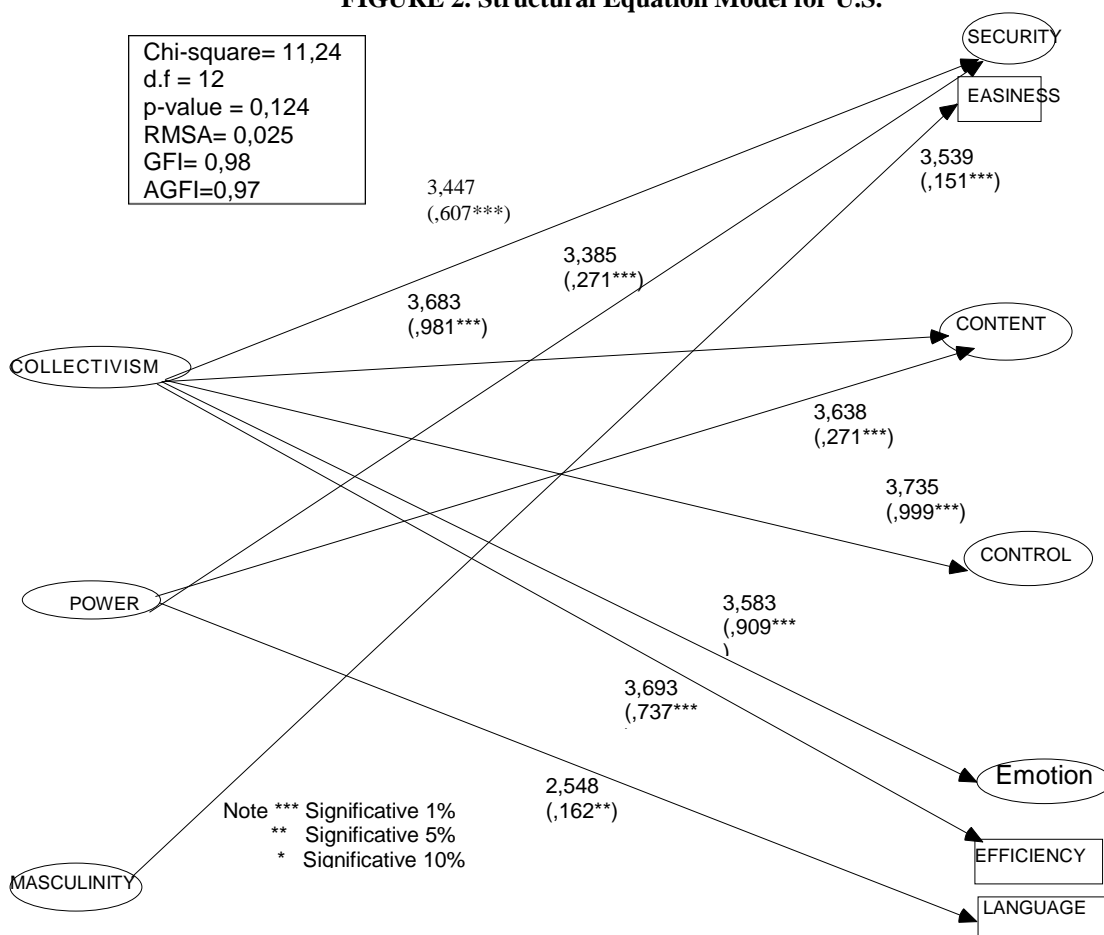 FIGURE 2. Structural Equation Model for U.S.
Chi-square= 11,24
d.f = 12
p-value = 0,124
RMSA= 0,025
GFI= 0,98
AGFI=0,97
SECURITY
EASINESS
3,539
(,151***)
3,447
(,607***)
3,385
(,271***)
3,683
(,981***)
CONTENT
COLLECTIVISM
3,638
(,271***)
3,735
(,999***)
CONTROL
POWER
3,583
(,909***
)
3,693
(,737***
Emotion
2,548
(,162**)
Note *** Significative 1%
** Significative 5%
* Significative 10%
EFFICIENCY
MASCULINITY
LANGUAGE